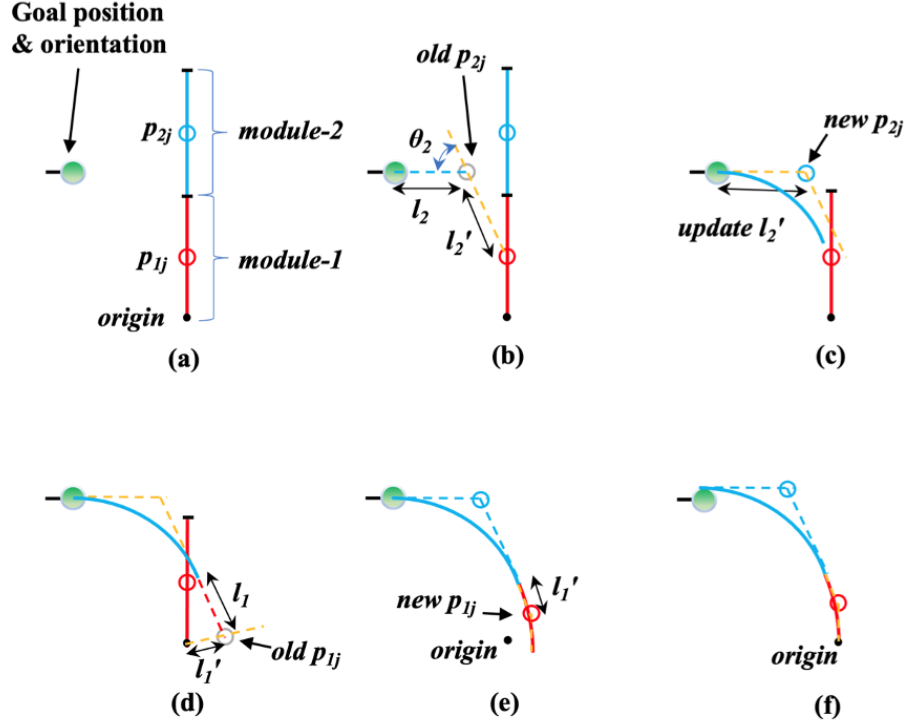 Goal position
& orientation
p2j
module-2
p1j
module-1
origin
(a)
old p2j
θ2
l2
l2'
(b)
new p2j
update l2'
(c)
l1
l1'
old p1j
(d)
l1'
new p1j
origin
(e)
origin
(f)